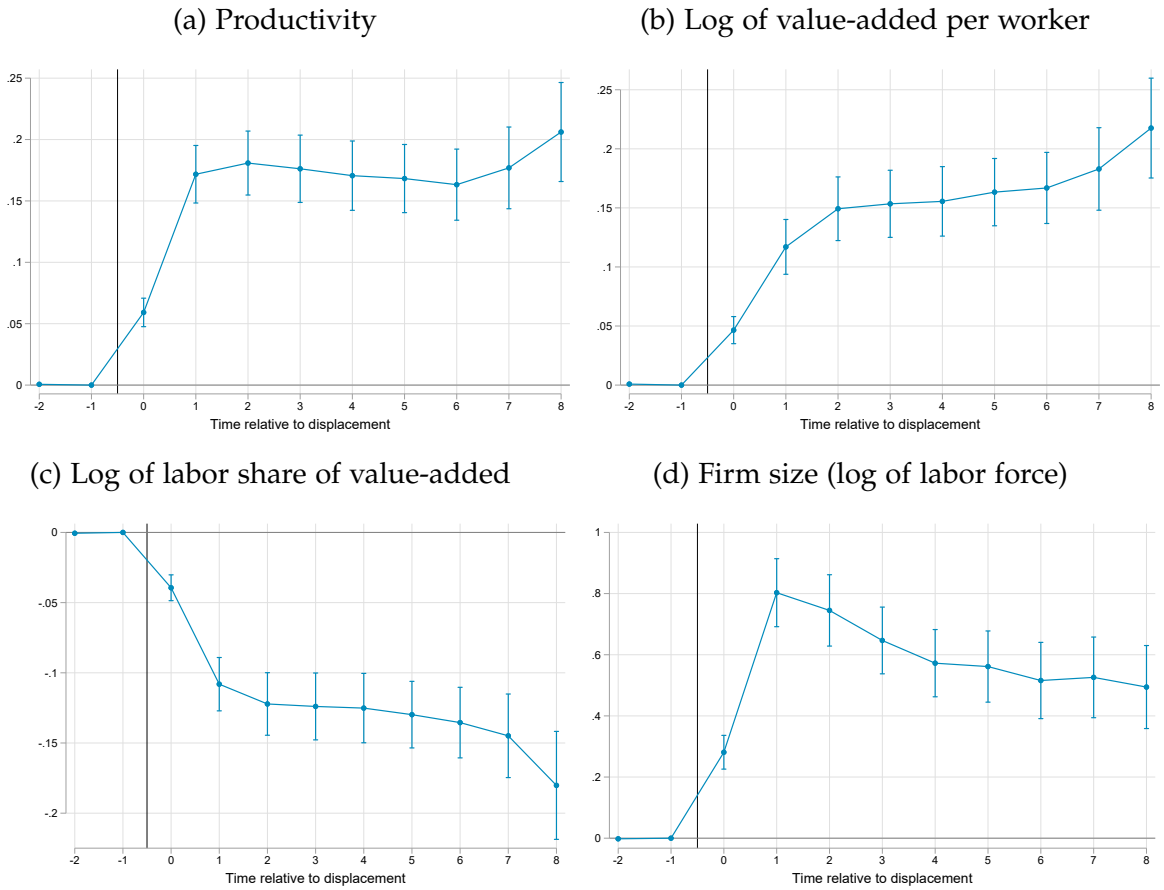 (a) Productivity
.25
.2
.15
.1
.05
0
-2 -1 0 1 2 3 4 5 6 7 8
Time relative to displacement
(b) Log of value-added per worker
.25
.2
.15
.1
.05
0
-2 -1 0 1 2 3 4 5 6 7 8
Time relative to displacement
(c) Log of labor share of value-added
0
-.05
-.1
-.15
-.2
-2 -1 0 1 2 3 4 5 6 7 8
Time relative to displacement
(d) Firm size (log of labor force)
1
.8
.6
.4
.2
0
-2 -1 0 1 2 3 4 5 6 7 8
Time relative to displacement